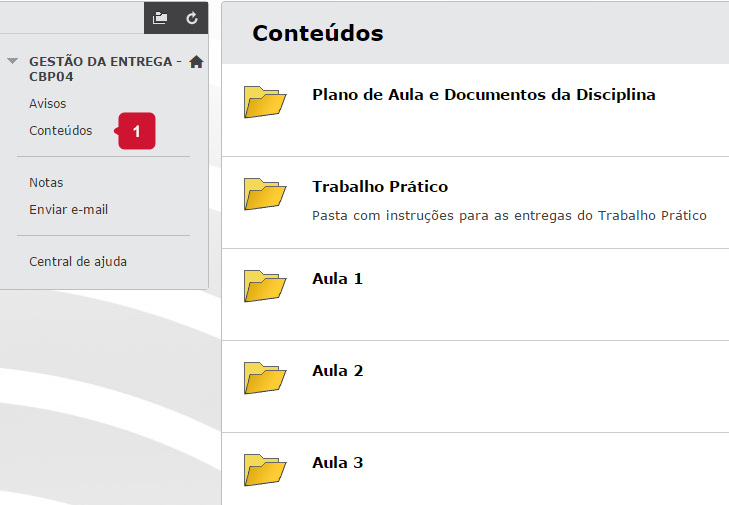 GESTÃO DA ENTREGA -
CBP04
Avisos
Conteúdos
1
Notas
Enviar e-mail
Central de ajuda
Conteúdos
Plano de Aula e Documentos da Disciplina
Trabalho Prático
Pasta com instruções para as entregas do Trabalho Prático
Aula 1
Aula 2
Aula 3